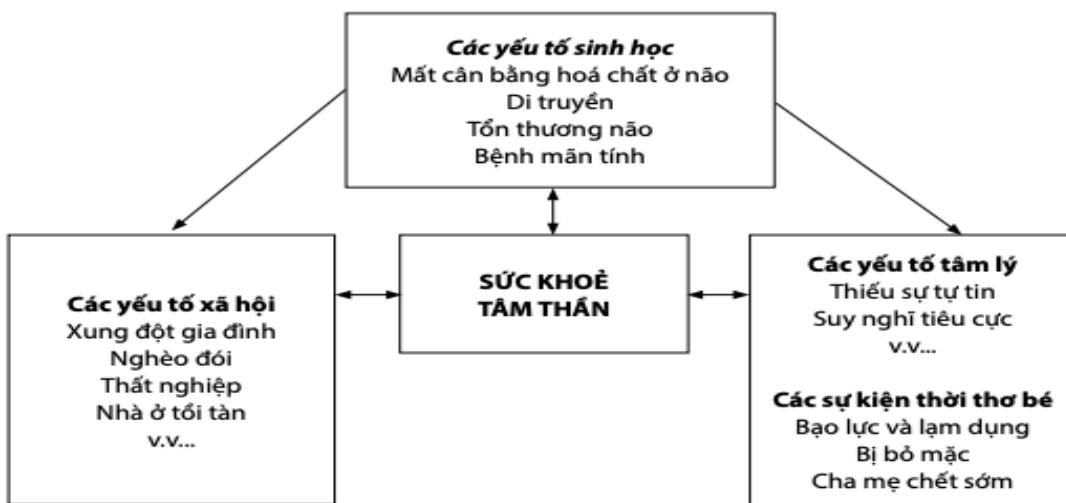 Các yếu tố sinh học
Mất cân bằng hoá chất ở não
Di truyền
Tổn thương não
Bệnh mãn tính
Các yếu tố xã hội
Xung đột gia đình
Nghèo đói
Thất nghiệp
Nhà ở tồi tàn
v.v...
SỨC KHOẺ
TÂM THẦN
Các yếu tố tâm lý
Thiếu sự tự tin
Suy nghĩ tiêu cực
v.v...
Các sự kiện thời thơ bé
Bạo lực và lạm dụng
Bị bỏ mặc
Cha mẹ chết sớm